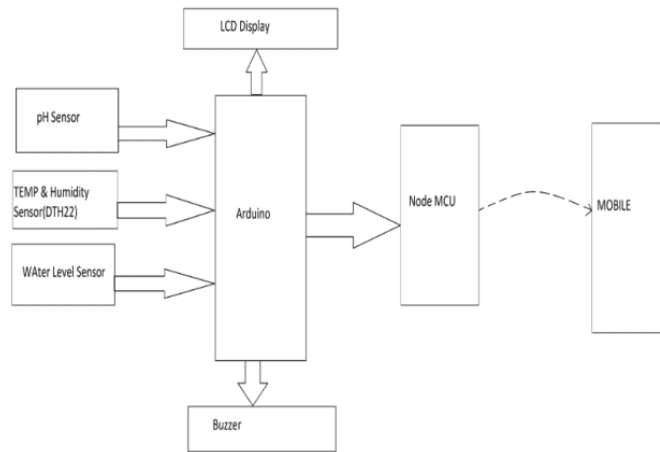 LCD Display
pH Sensor
TEMP & Humidity
Sensor(DTH22)
WAter Level Sensor
Arduino
Node MCU
MOBILE
Buzzer